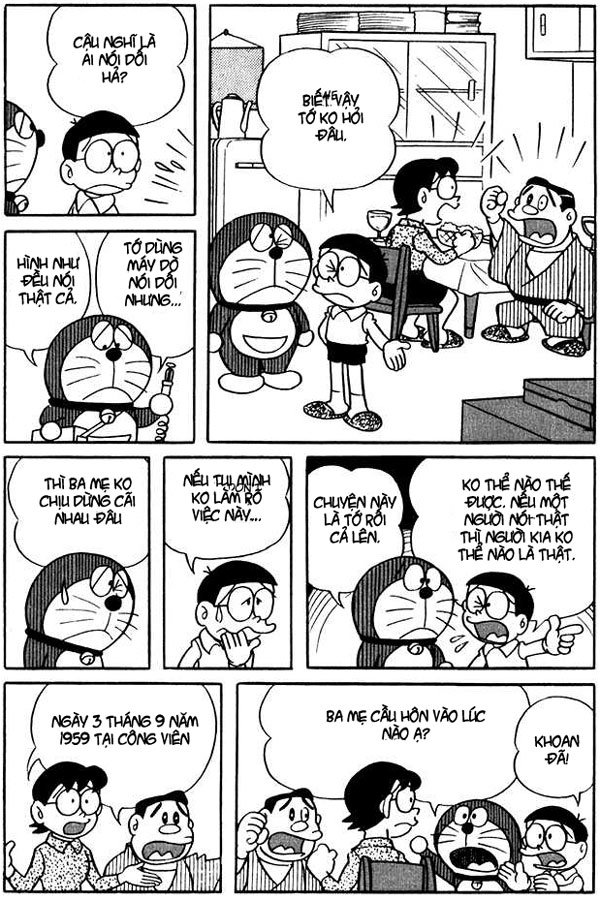 BIẾT VẬY
TỚ KO HỎI
ĐÂU.
CẬU NGHĨ LÀ
AI NÓI DỐI
HẢ?
TỚ DÙNG
MÁY DÒ
NÓI DỐI
NHƯNG...
HÌNH NHƯ
ĐỀU NÓI
THẬT CẢ.
KO THỂ NÀO THẾ
ĐƯỢC. NẾU MỘT
NGƯỜI NÓI THẬT
THÌ NGƯỜI KIA KO
THỂ NÀO LÀ THẬT.
CHUYỆN NÀY
LÀ TỚ RỐI
CẢ LÊN.
NẾU TỤI MÌNH
KO LÀM RÕ
VIỆC NÀY...
THÌ BA MẸ KO
CHỊU DỪNG CÃI
NHAU ĐÂU
KHOAN
ĐÃ!
BA MẸ CẦU HÔN VÀO LÚC
NÀO Ạ?
NGÀY 3 THÁNG 9 NĂM
1959 TẠI CÔNG VIÊN